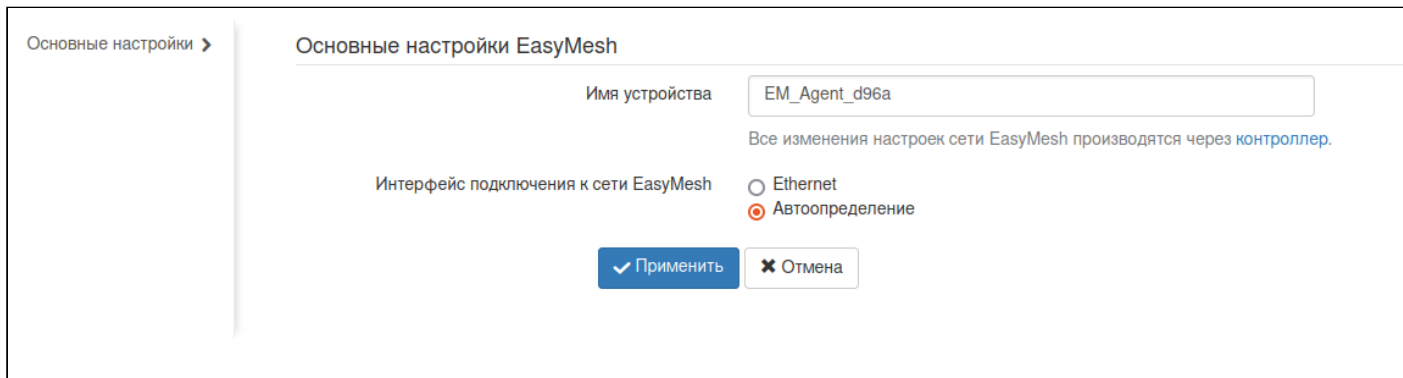 Основные настройки
Основные настройки EasyMesh
Имя устройства
EM_Agent_d96a
Все изменения настроек сети EasyMesh производятся через контроллер.
Интерфейс подключения к сети EasyMesh
Ethernet
Автоопределение
Применить
Отмена